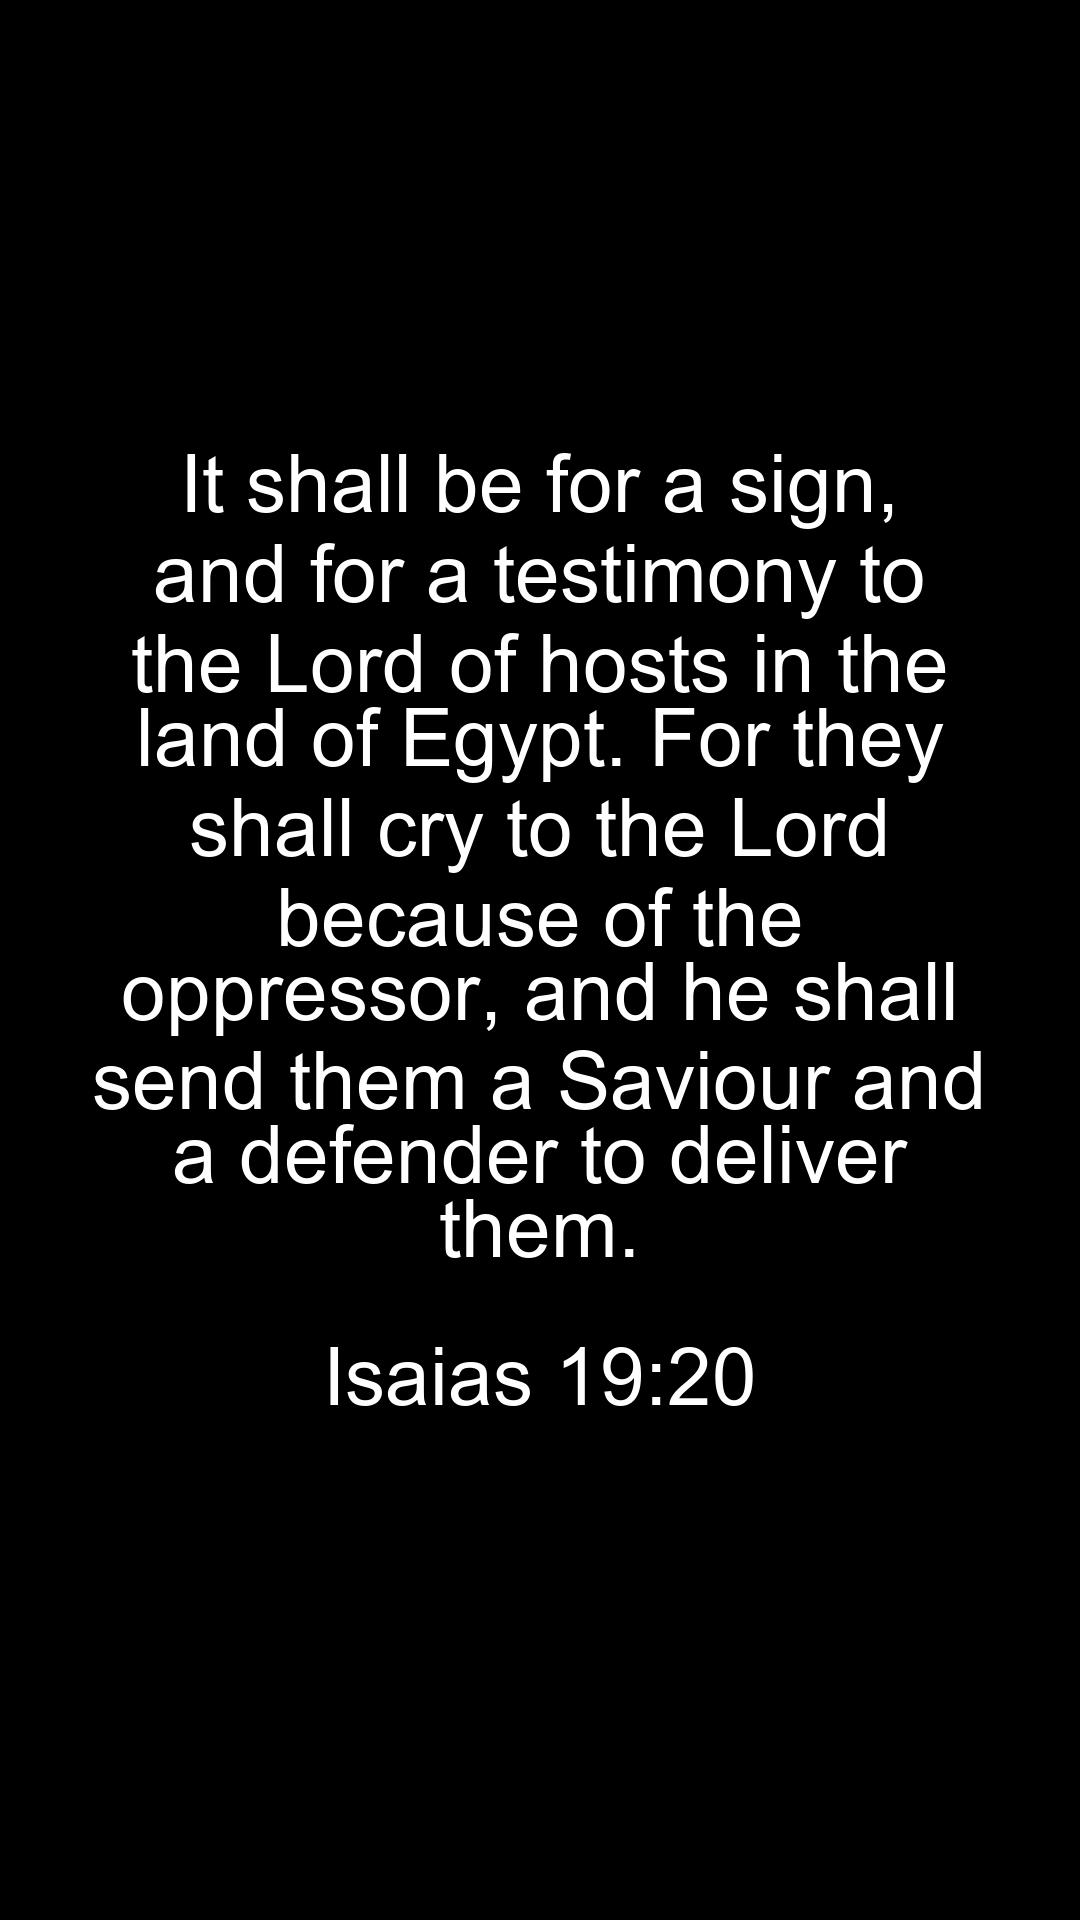 It shall be for a sign,
and for a testimony to
the Lord of hosts in the
land of Egypt. For they
shall cry to the Lord
because of the
oppressor, and he shall
send them a Saviour and
a defender to deliver
them.
Isaias 19:20